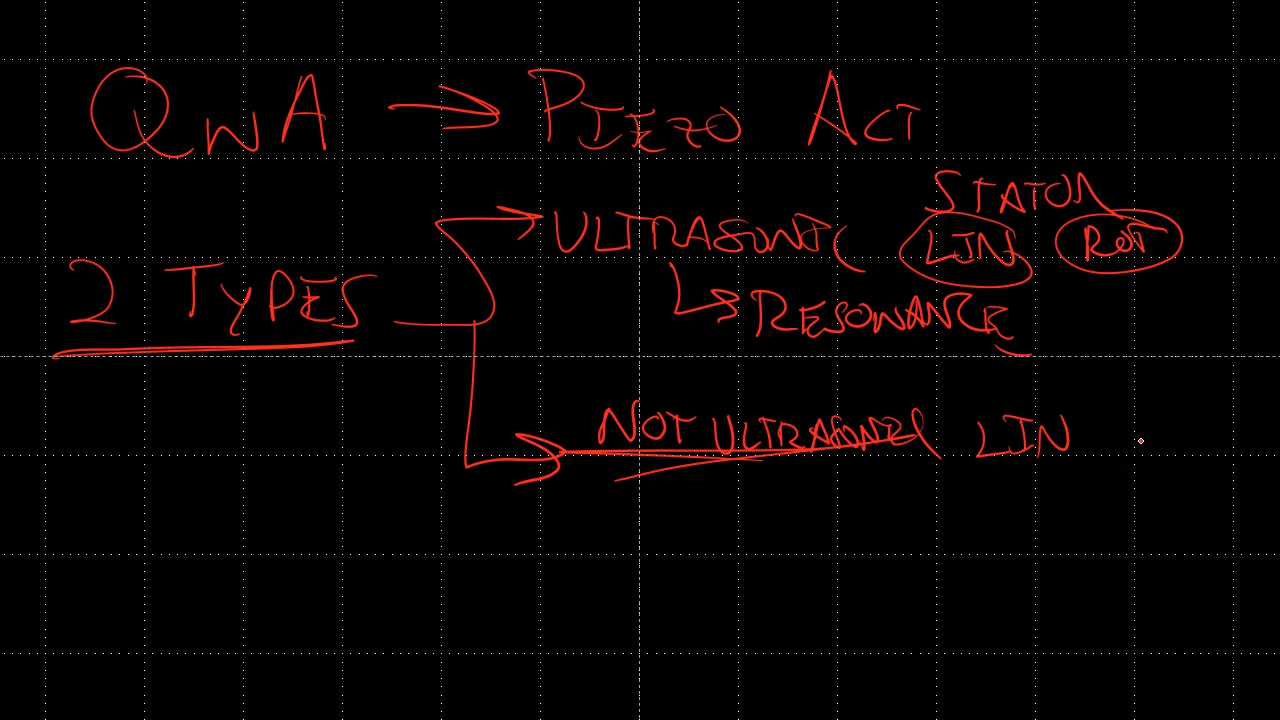 QNA → PIEZO ACT
STATOR
2 TYPES ULTRASONIC LIN ROT
RESONANCE
NOT ULTRASONIC LIN